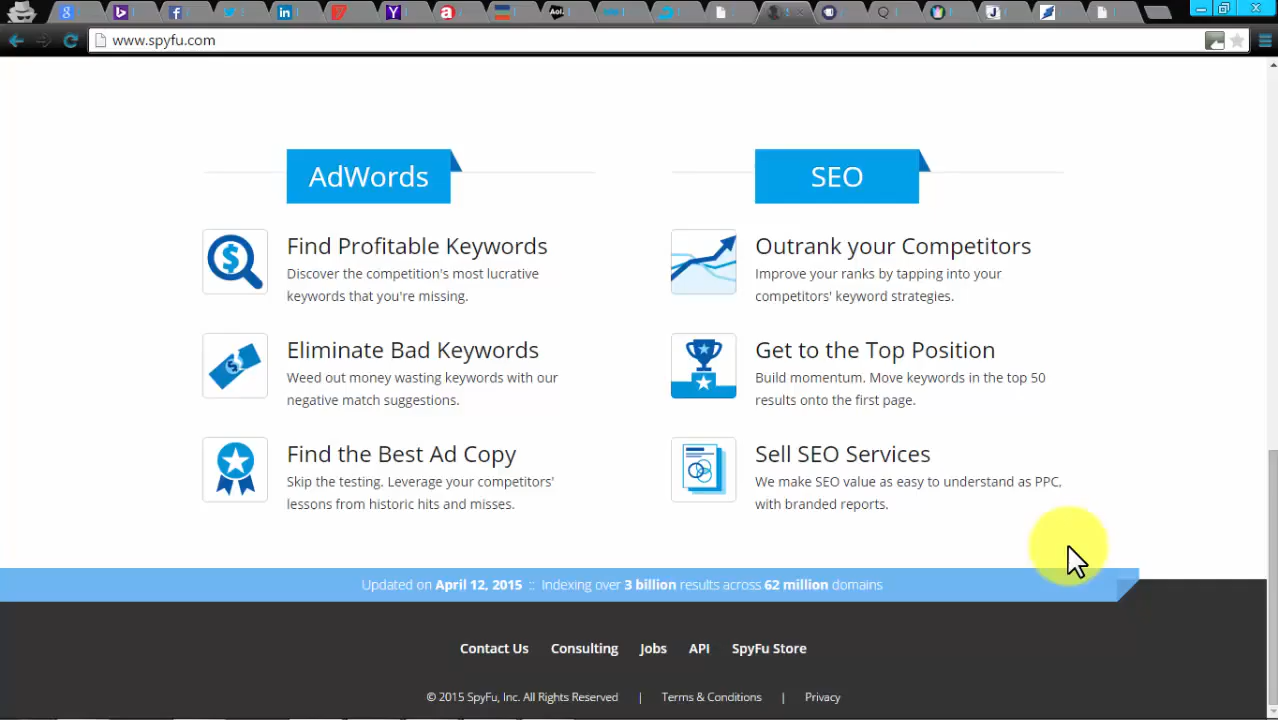 www.spyfu.com
AdWords
Find Profitable Keywords
Discover the competition's most lucrative
keywords that you're missing.
Eliminate Bad Keywords
Weed out money wasting keywords with our
negative match suggestions.
Find the Best Ad Copy
Skip the testing. Leverage your competitors'
lessons from historic hits and misses.
SEO
Outrank your Competitors
Improve your ranks by tapping into your
competitors' keyword strategies.
Get to the Top Position
Build momentum. Move keywords in the top 50
results onto the first page.
Sell SEO Services
We make SEO value as easy to understand as PPC,
with branded reports.
Updated on April 12, 2015 :: Indexing over 3 billion results across 62 million domains
Contact Us Consulting Jobs API SpyFu Store
© 2015 SpyFu, Inc. All Rights Reserved | Terms & Conditions | Privacy